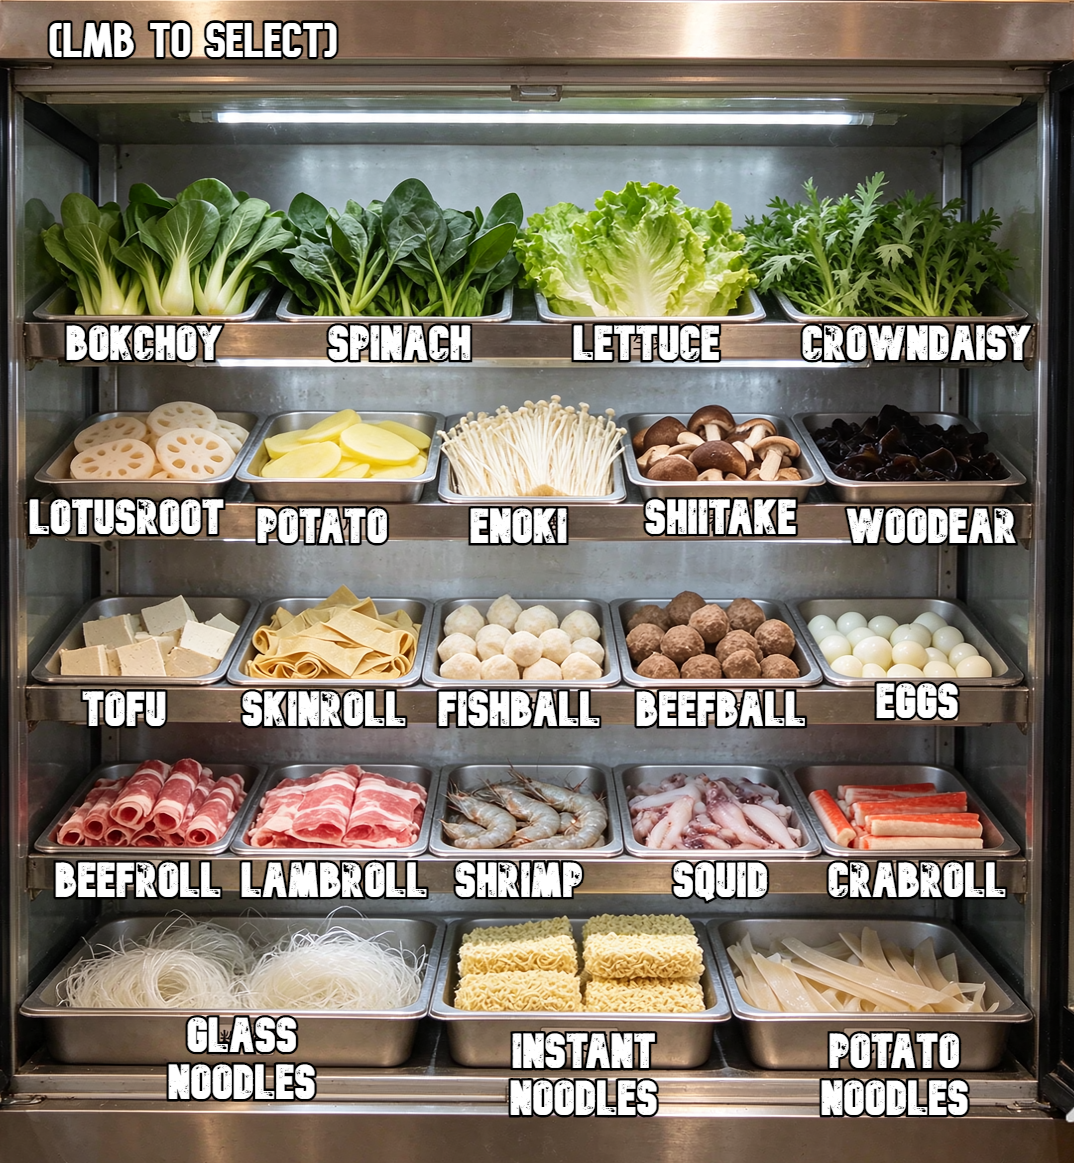 (LMB TO SELECT)
BOKCHOY SPINACH LETTUCE CROWNDAISY
LOTUSROOT POTATO ENOKI SHIITAKE WOODEAR
TOFU SKINROLL FISHBALL BEEFBALL EGGS
BEEFROLL LAMBROLL SHRIMP SQUID CRABROLL
GLASS
NOODLES
INSTANT
NOODLES
POTATO
NOODLES